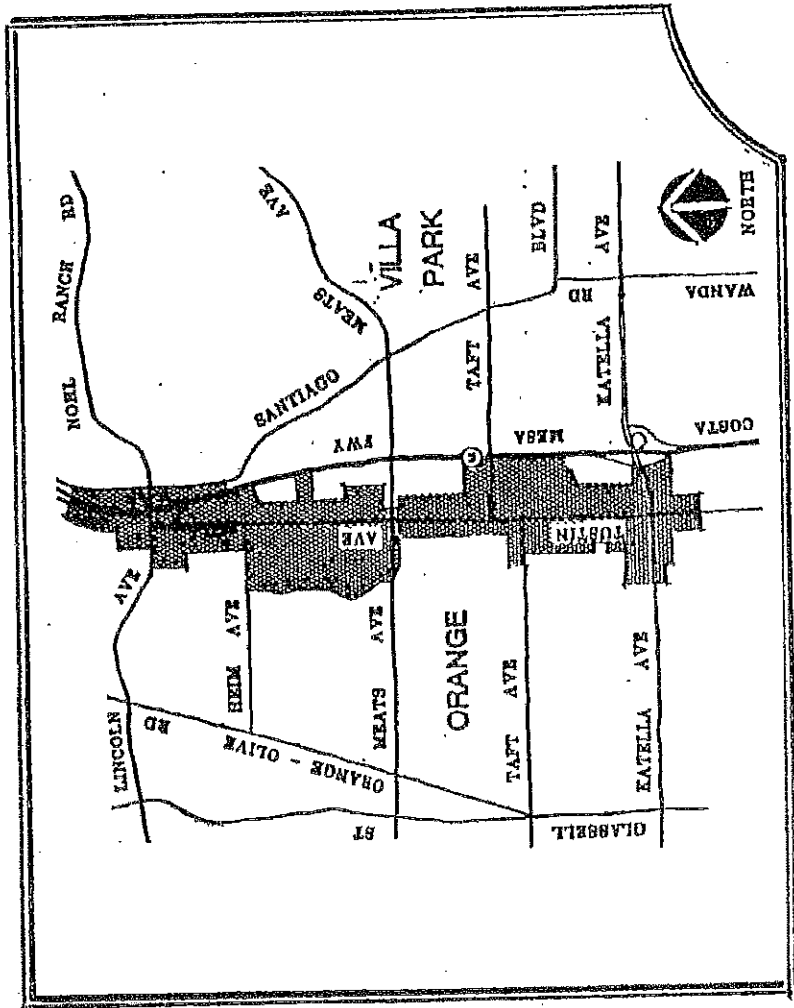 NOHL RANCH RD
MEATS AVE
VILLA
PARK
TAFT AVE
BLVD
KATELLA AVE
NORTH
WANDA RD
SANTIAGO
COSTA MESA FWY
LINCOLN AVE
HEIM AVE
MEATS AVE
AVE
TUSTIN
ORANGE
TAFT AVE
KATELLA AVE
ORANGE - OLIVE RD
GLASSELL ST